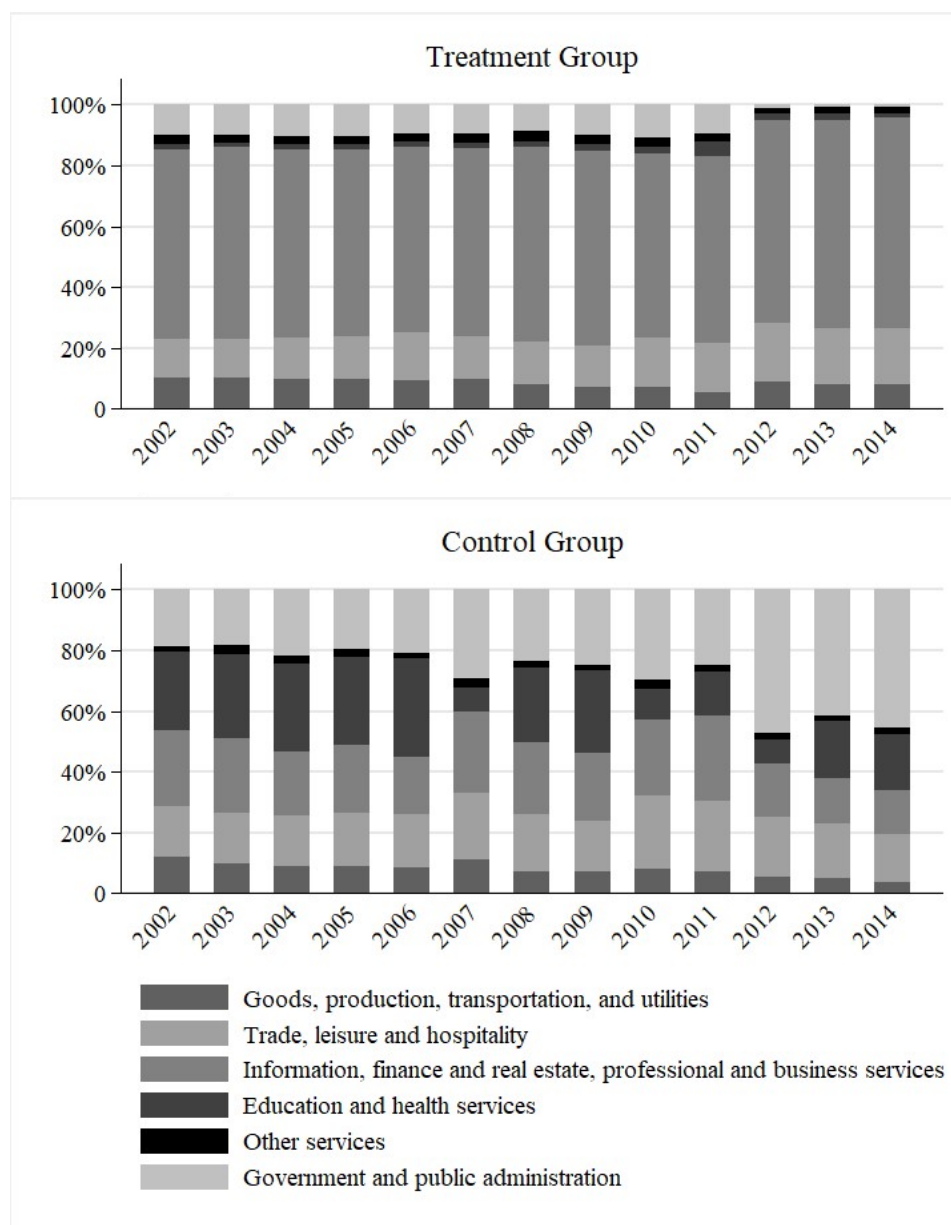 Treatment Group
100%
80%
60%
40%
20%
0
2002 2003 2004 2005 2006 2007 2008 2009 2010 2011 2012 2013 2014
Control Group
100%
80%
60%
40%
20%
0
2002 2003 2004 2005 2006 2007 2008 2009 2010 2011 2012 2013 2014
Goods, production, transportation, and utilities
Trade, leisure and hospitality
Information, finance and real estate, professional and business services
Education and health services
Other services
Government and public administration